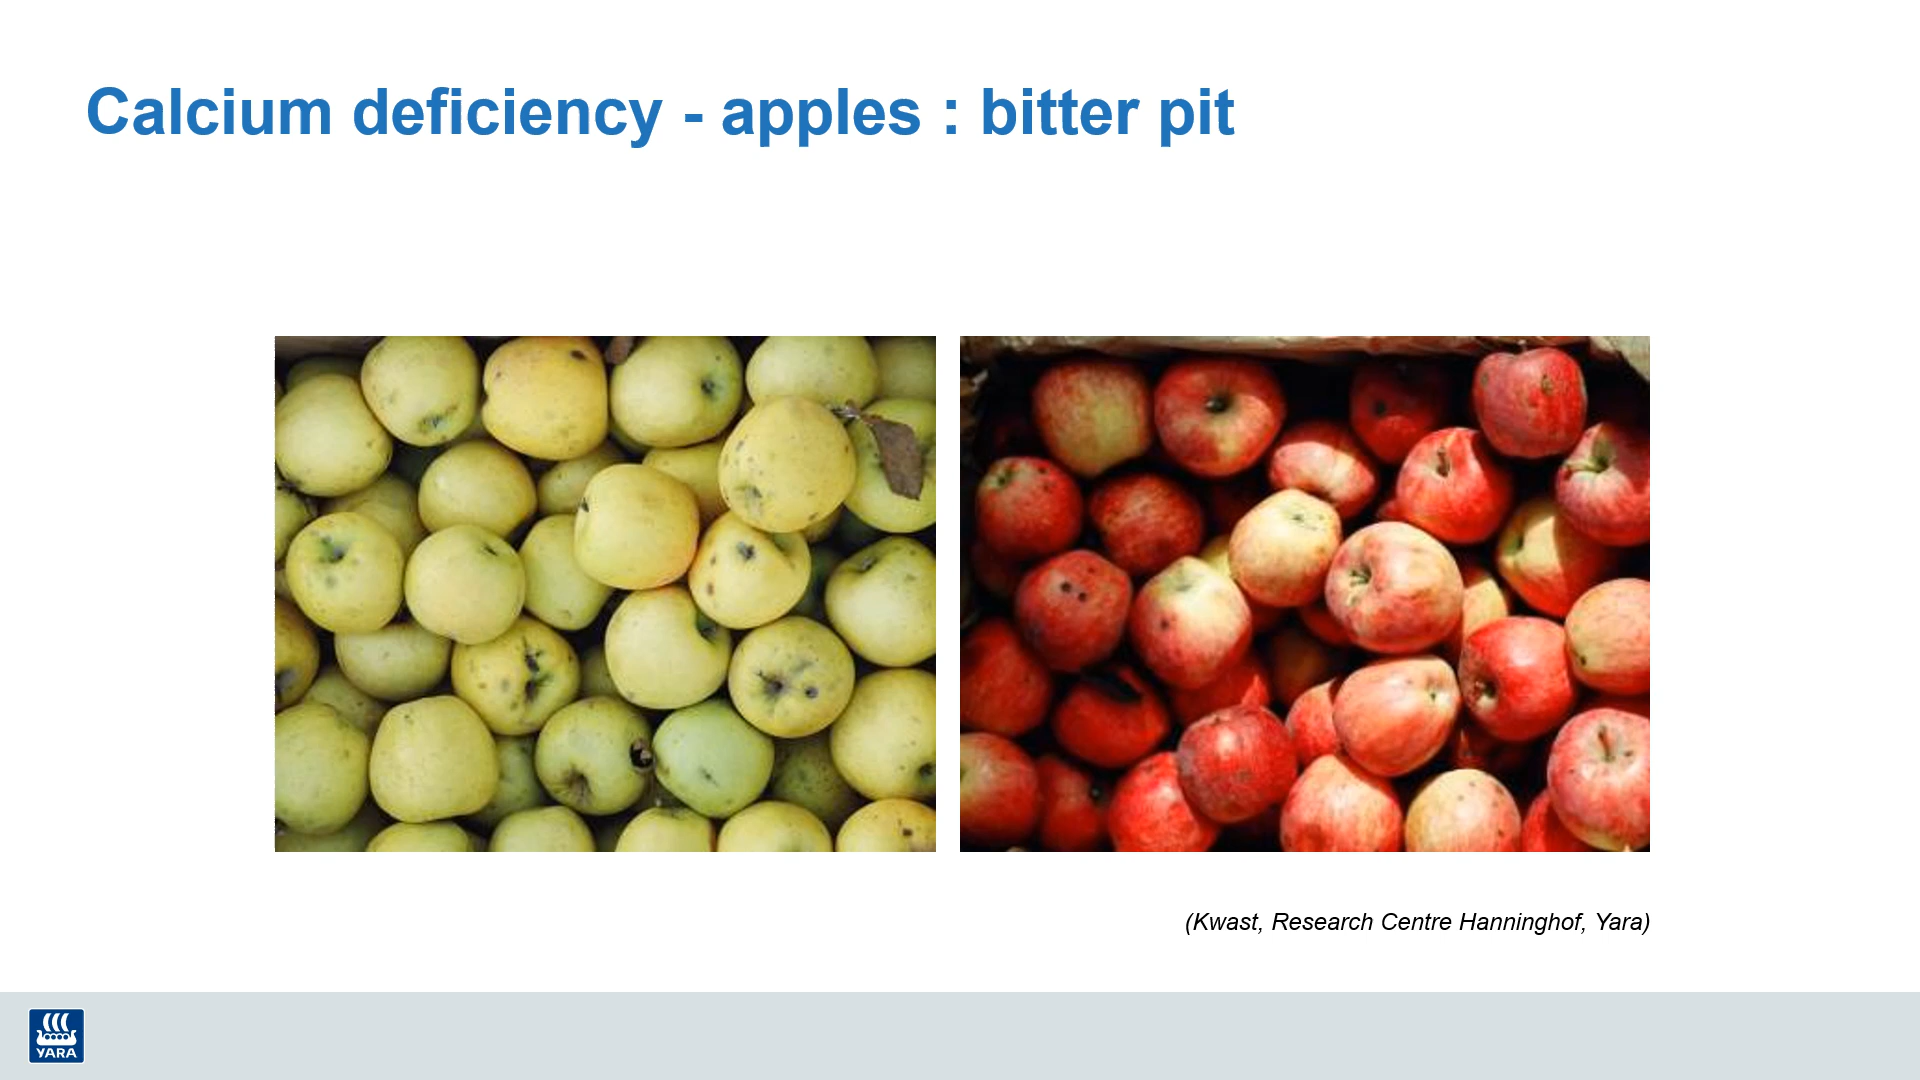 Calcium deficiency - apples : bitter pit
(Kwast, Research Centre Hanninghof, Yara)
YARA